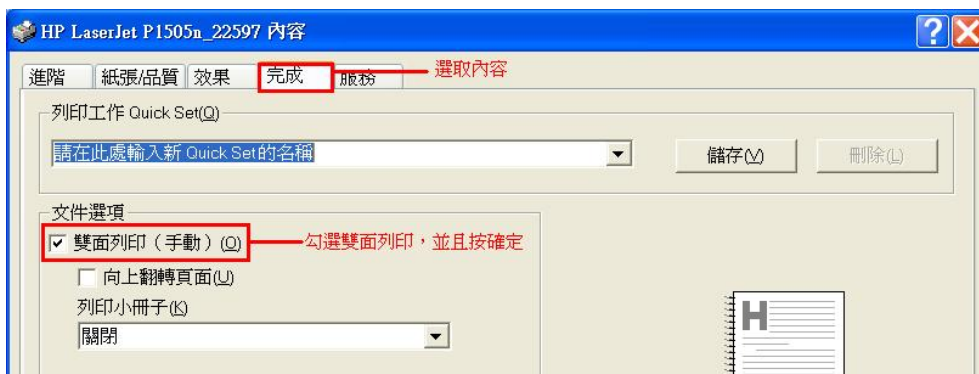 HP LaserJet P1505n_22597 內容
進階 紙張/品質 效果 完成 服務 選取內容
列印工作 Quick Set(Q)
請在此處輸入新 Quick Set的名稱 儲存(V) 刪除(L)
文件選項
雙面列印(手動)(O) 勾選雙面列印,並且按確定
向上翻轉頁面(U)
列印小冊子(K)
關閉
H